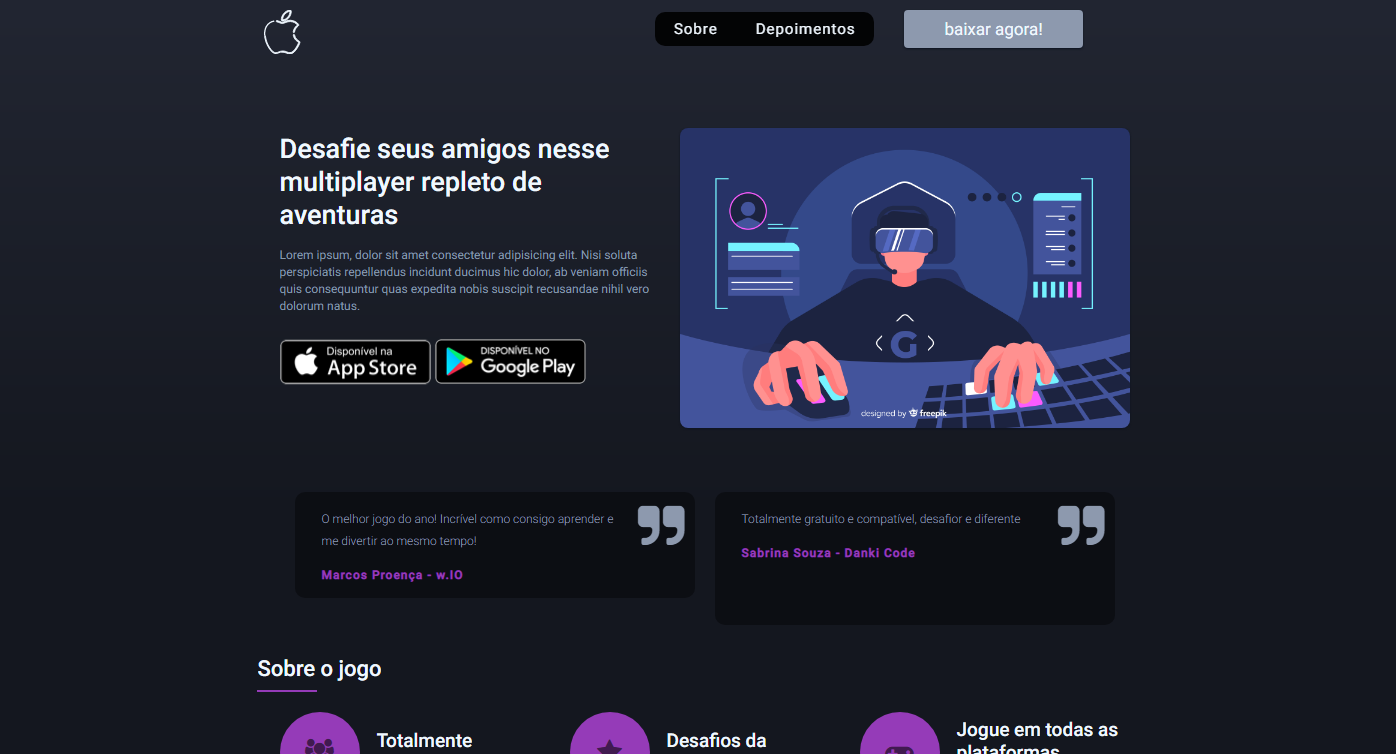 Sobre
Depoimentos
baixar agora!
Desafie seus amigos nesse
multiplayer repleto de
aventuras
Lorem ipsum, dolor sit amet consectetur adipisicing elit. Nisi soluta
perspiciatis repellendus incidunt ducimus hic dolor, ab veniam officiis
quis consequuntur quas expedita nobis suscipit recusandae nihil vero
dolorum natus.
Disponível na
App Store
DISPONÍVEL NO
Google Play
G
designed by freepik
O melhor jogo do ano! Incrível como consigo aprender e
me divertir ao mesmo tempo!
Marcos Proença - w.IO
Totalmente gratuito e compatível, desafior e diferente
Sabrina Souza - Danki Code
Sobre o jogo
Totalmente
Desafios da
Jogue em todas as
plataformas